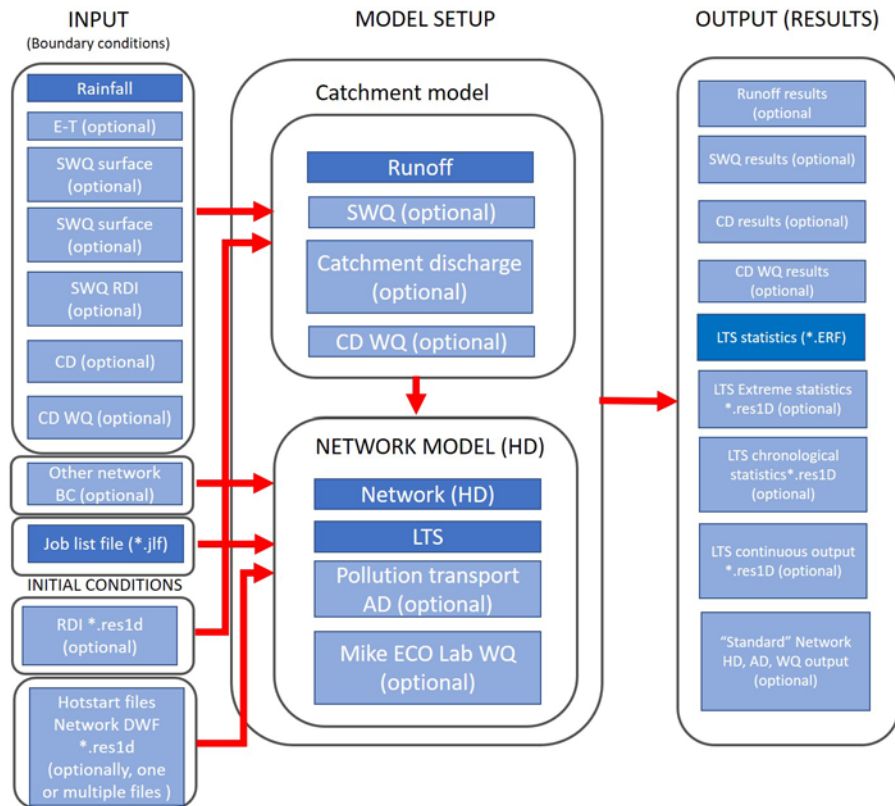 INPUT
(Boundary conditions)
Rainfall
E-T (optional)
SWQ surface
(optional)
SWQ surface
(optional)
SWQ RDI
(optional)
CD (optional)
CD WQ (optional)
Other network
BC (optional)
Job list file (*.jlf)
INITIAL CONDITIONS
RDI *.res1d
(optional)
Hotstart files
Network DWF
*.res1d
(optionally, one
or multiple files )
MODEL SETUP
Catchment model
Runoff
SWQ (optional)
Catchment discharge
(optional)
CD WQ (optional)
NETWORK MODEL (HD)
Network (HD)
LTS
Pollution transport
AD (optional)
Mike ECO Lab WQ
(optional)
OUTPUT (RESULTS)
Runoff results
(optional
SWQ results (optional)
CD results (optional)
CD WQ results
(optional)
LTS statistics (*.ERF)
LTS Extreme statistics
*.res1D (optional)
LTS chronological
statistics*.res1D
(optional)
LTS continuous output
*.res1D (optional)
“Standard” Network
HD, AD, WQ output
(optional)